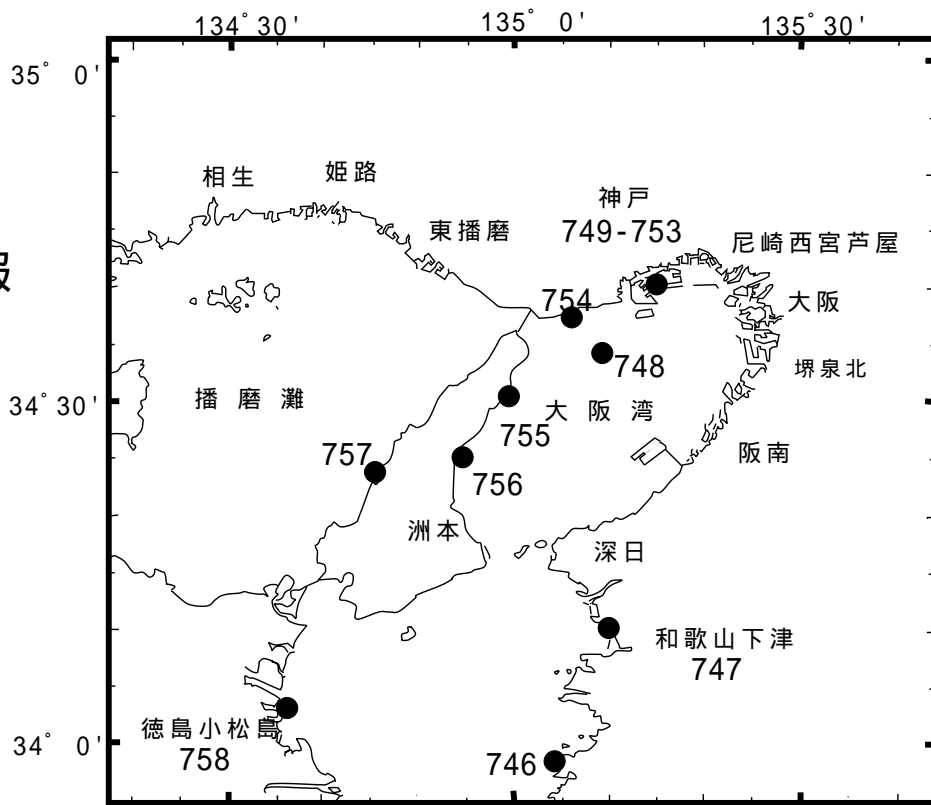 134° 30'
135° 0'
135° 30'
35° 0'
相生
姫路
神戸
749-753
東播磨
尼崎西宮芦屋
報
754
大阪
748
堺泉北
播磨灘
34° 30'
大阪湾
755
757
阪南
756
洲本
深日
和歌山下津
747
徳島小松島
758
34° 0'
746